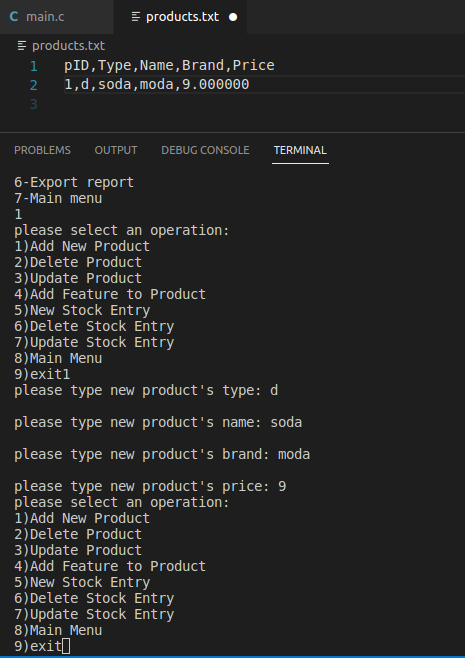 C main.c products.txt
products.txt
1 pID,Type,Name,Brand,Price
2 1,d,soda,moda,9.000000
3
PROBLEMS OUTPUT DEBUG CONSOLE TERMINAL
6-Export report
7-Main menu
1
please select an operation:
1)Add New Product
2)Delete Product
3)Update Product
4)Add Feature to Product
5)New Stock Entry
6)Delete Stock Entry
7)Update Stock Entry
8)Main Menu
9)exit1
please type new product's type: d
please type new product's name: soda
please type new product's brand: moda
please type new product's price: 9
please select an operation:
1)Add New Product
2)Delete Product
3)Update Product
4)Add Feature to Product
5)New Stock Entry
6)Delete Stock Entry
7)Update Stock Entry
8)Main Menu
9)exit